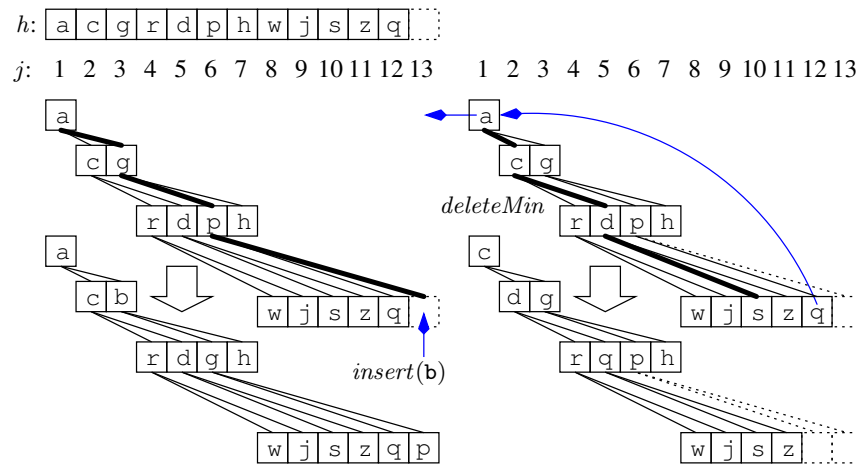 h: a c g r d p h w j s z q
j: 1 2 3 4 5 6 7 8 9 10 11 12 13 1 2 3 4 5 6 7 8 9 10 11 12 13
a a
c g c g
deleteMin
r d p h r d p h
a c
c b d g
w j s z q w j s z q
r d g h r q p h
insert(b)
w j s z q p w j s z